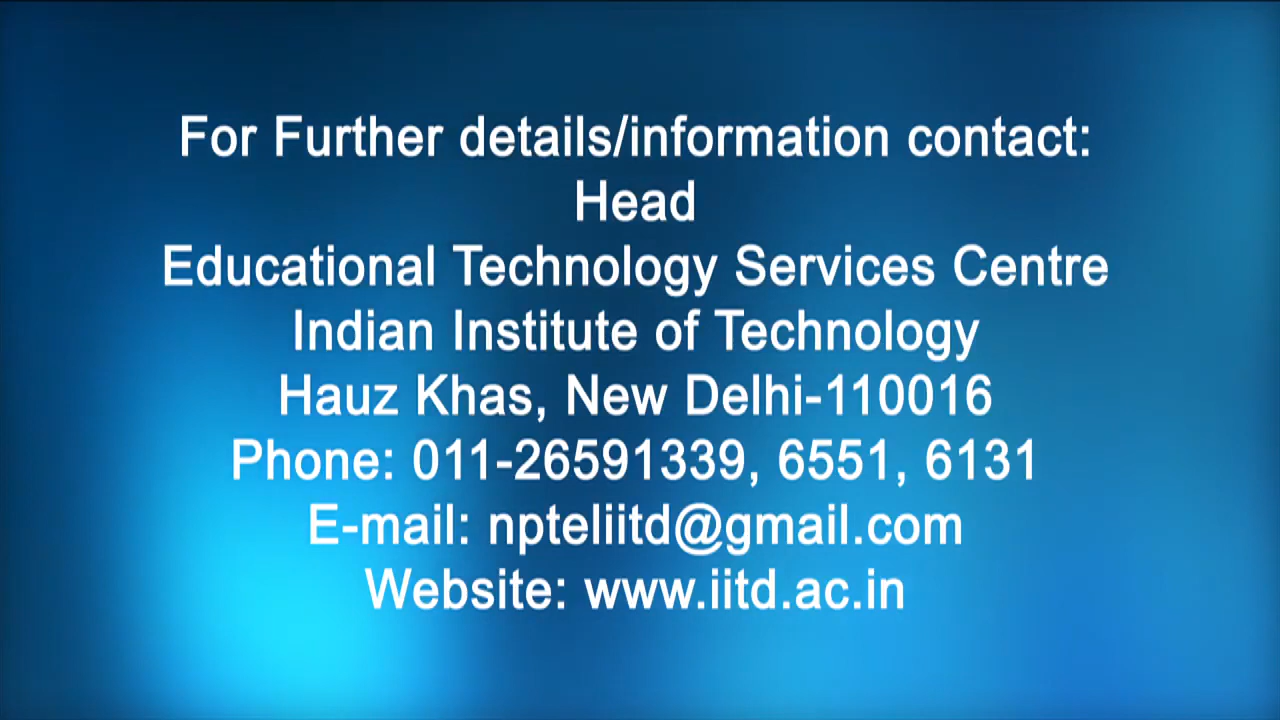 For Further details/information contact:
Head
Educational Technology Services Centre
Indian Institute of Technology
Hauz Khas, New Delhi-110016
Phone: 011-26591339, 6551, 6131
E-mail: npteliitd@gmail.com
Website: www.iitd.ac.in